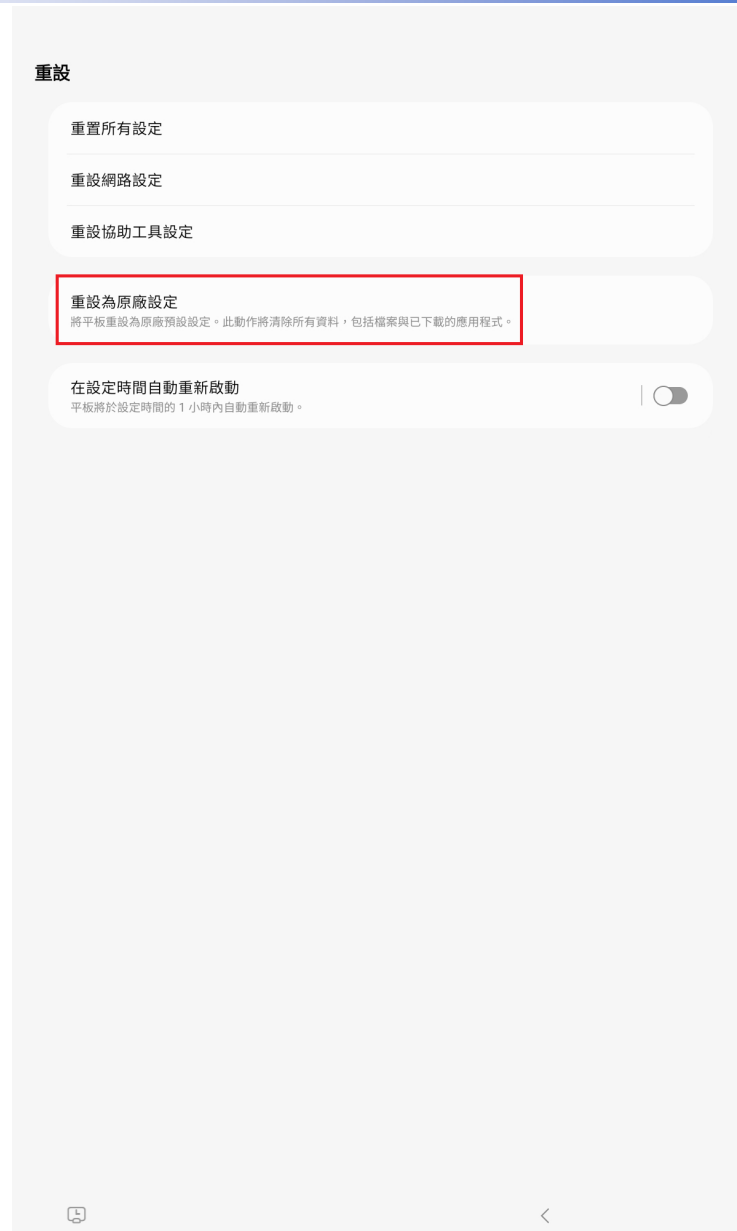 重設
重置所有設定
重設網路設定
重設協助工具設定
重設為原廠設定
將平板重設為原廠預設設定。此動作將清除所有資料，包括檔案與已下載的應用程式。
在設定時間自動重新啟動
平板將於設定時間的 1 小時內自動重新啟動。